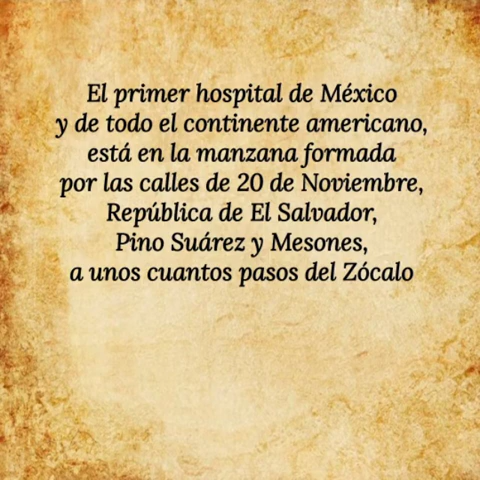 El primer hospital de México
y de todo el continente americano,
está en la manzana formada
por las calles de 20 de Noviembre,
República de El Salvador,
Pino Suárez y Mesones,
a unos cuantos pasos del Zócalo